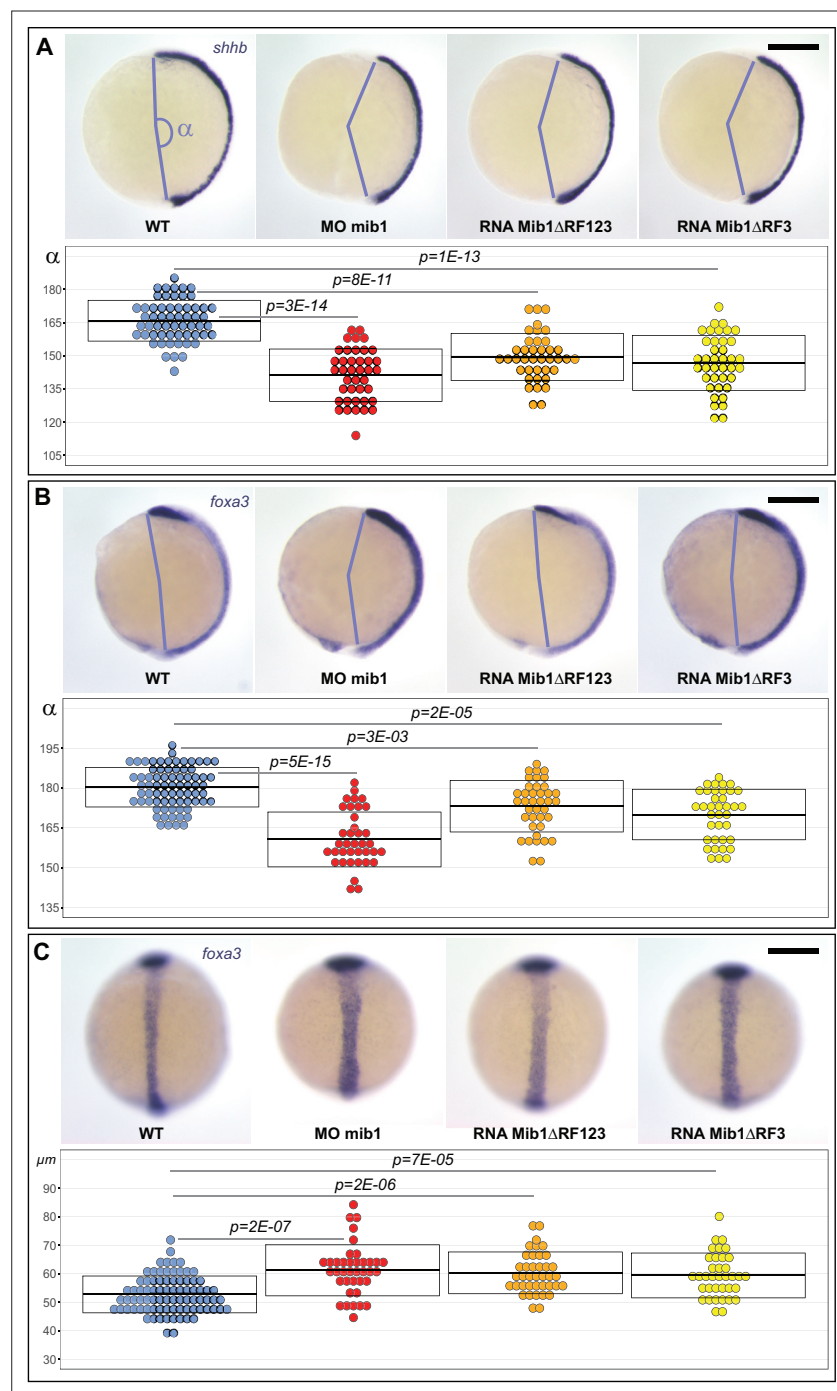 A
shhb
α
WT MO mib1 RNA Mib1ΔRF123 RNA Mib1ΔRF3
α
p=1E-13
180
p=8E-11
p=3E-14
165
150
135
120
105
B
foxa3
WT MO mib1 RNA Mib1ΔRF123 RNA Mib1ΔRF3
α
p=2E-05
195
p=3E-03
p=5E-15
180
165
150
135
C
foxa3
WT MO mib1 RNA Mib1ΔRF123 RNA Mib1ΔRF3
µm
p=7E-05
90
p=2E-06
80
p=2E-07
70
60
50
40
30